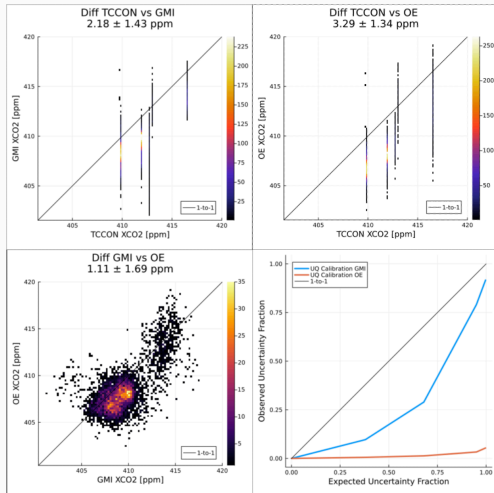 Diff TCCON vs GMI
2.18 ± 1.43 ppm
420
415
410
405
GMI XCO2 [ppm]
405
410
415
420
TCCON XCO2 [ppm]
1-to-1
225
200
175
150
125
100
75
50
25
Diff TCCON vs OE
3.29 ± 1.34 ppm
420
415
410
405
OE XCO2 [ppm]
405
410
415
420
TCCON XCO2 [ppm]
1-to-1
250
200
150
100
50
Diff GMI vs OE
1.11 ± 1.69 ppm
420
415
410
405
OE XCO2 [ppm]
405
410
415
420
GMI XCO2 [ppm]
1-to-1
35
30
25
20
15
10
5
UQ Calibration GMI
UQ Calibration OE
1-to-1
1.00
0.75
0.50
0.25
0.00
Observed Uncertainty Fraction
0.00
0.25
0.50
0.75
1.00
Expected Uncertainty Fraction